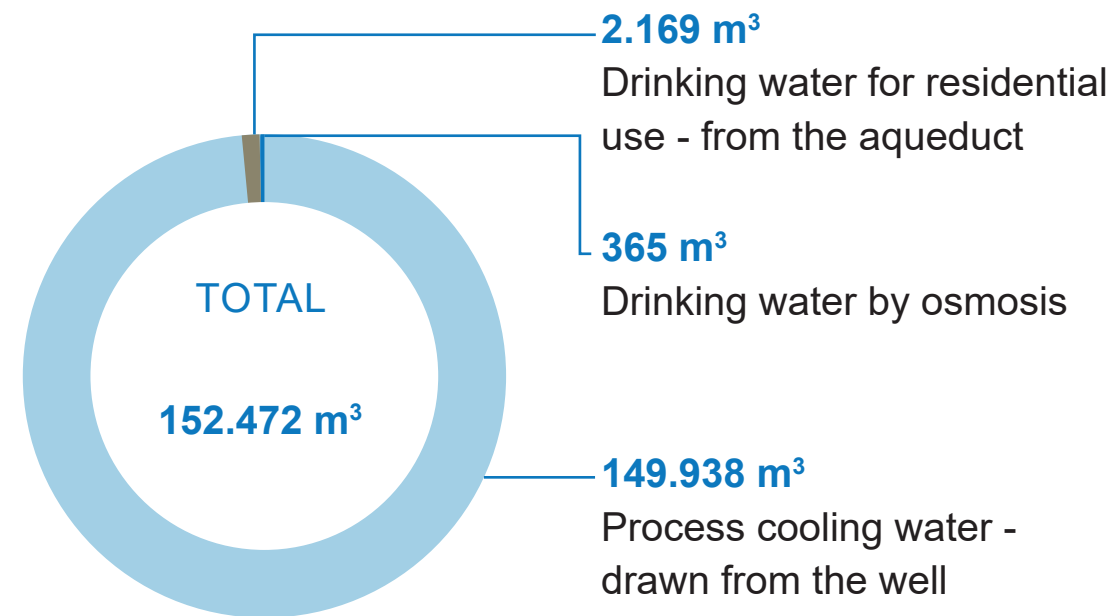 2.169 m³
Drinking water for residential
use - from the aqueduct
365 m³
Drinking water by osmosis
TOTAL
152.472 m³
149.938 m³
Process cooling water -
drawn from the well